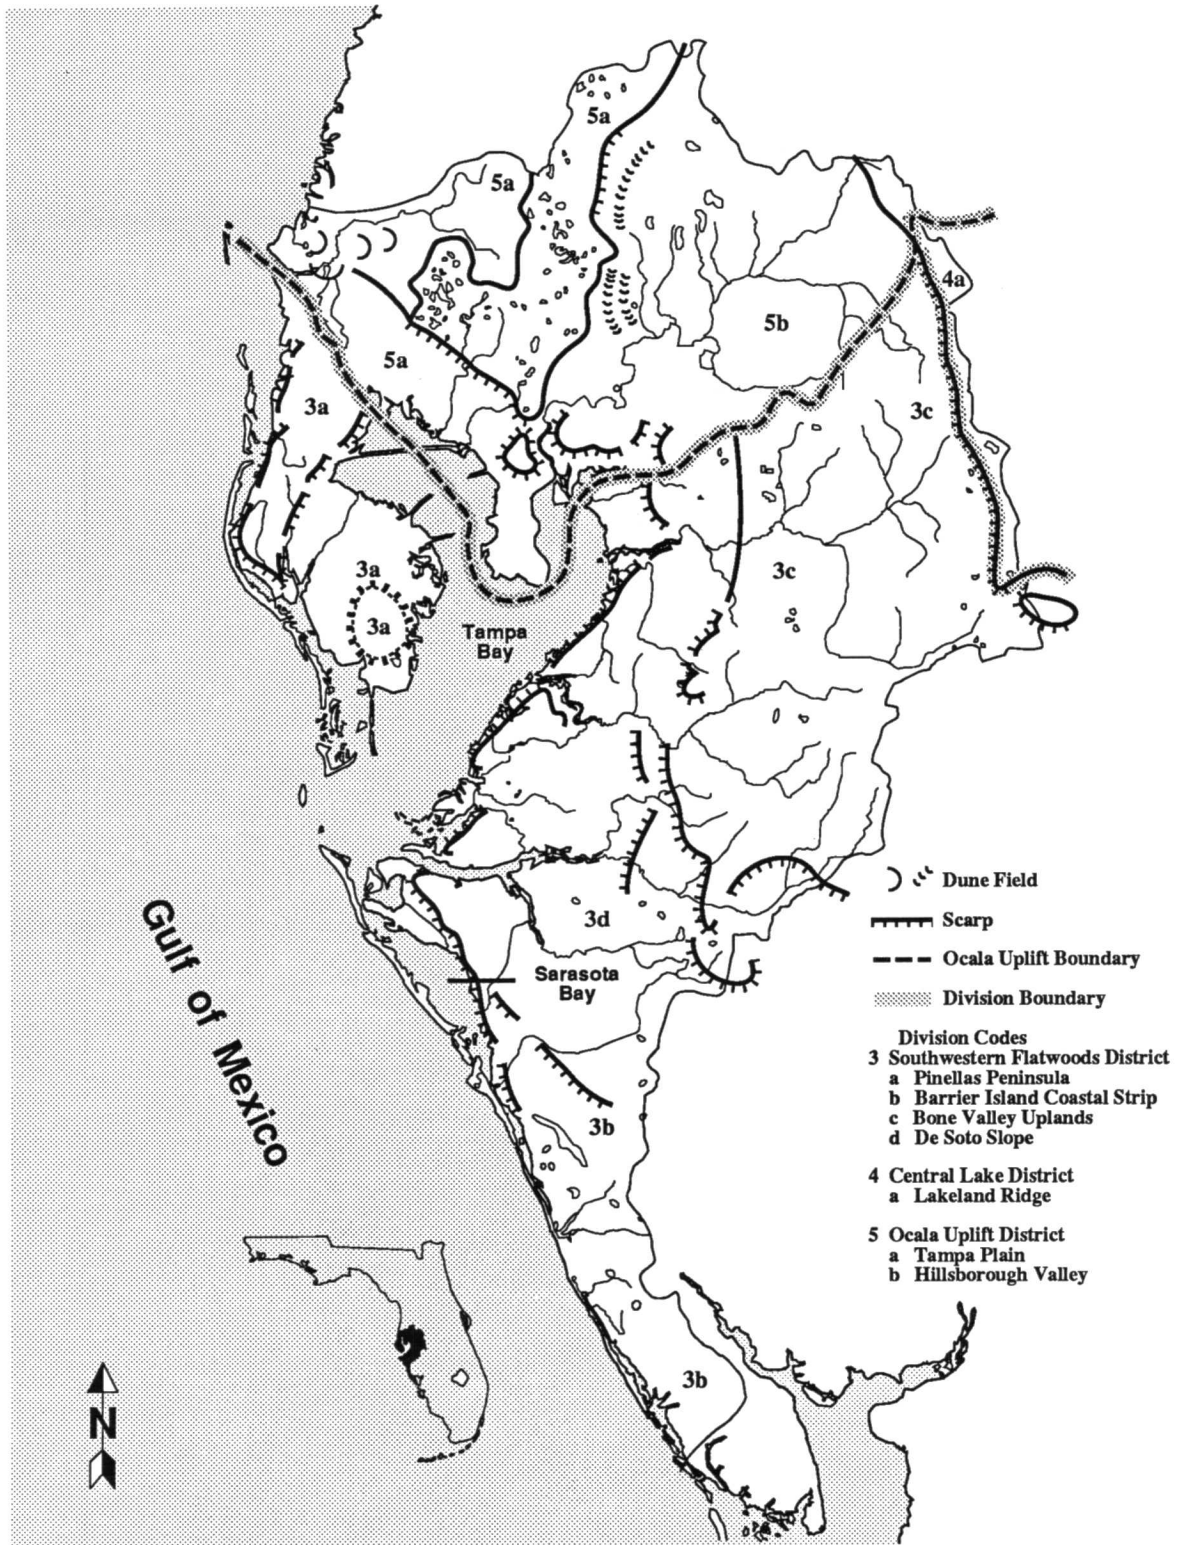 5a
5a
4a
5b
5a
3a
3c
3a
3c
3a
Tampa
Bay
Dune Field
3d
Scarp
Sarasota
Bay
Ocala Uplift Boundary
Division Boundary
Gulf of Mexico
Division Codes
3 Southwestern Flatwoods District
a Pinellas Peninsula
b Barrier Island Coastal Strip
c Bone Valley Uplands
d De Soto Slope
3b
4 Central Lake District
a Lakeland Ridge
5 Ocala Uplift District
a Tampa Plain
b Hillsborough Valley
3b
N